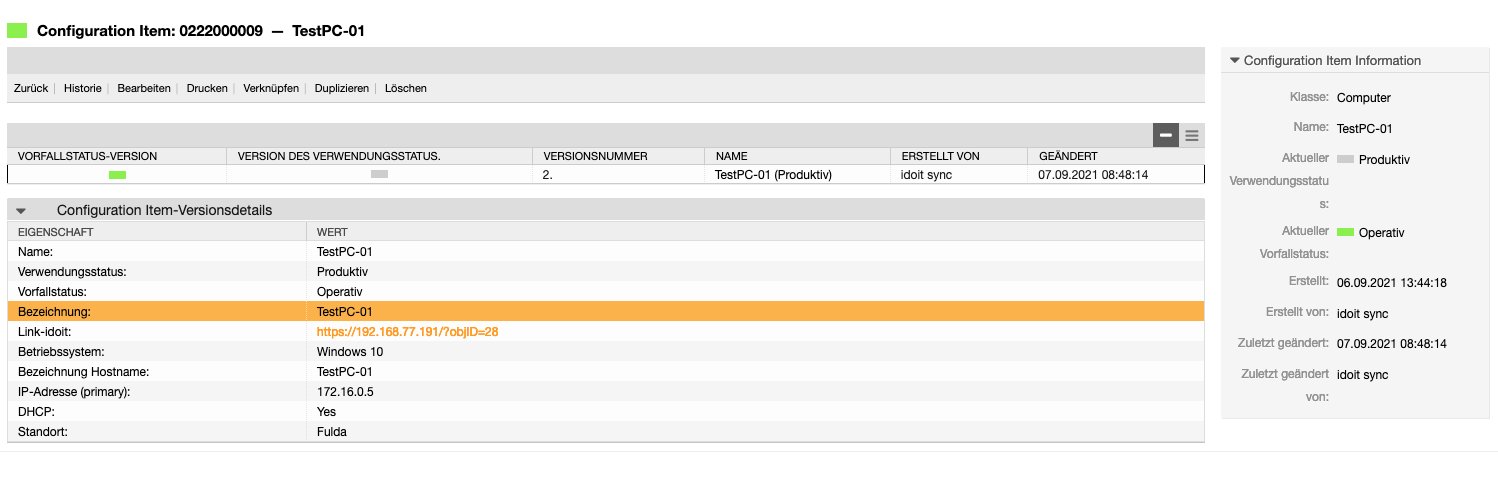 Configuration Item: 0222000009 — TestPC-01
Zurück Historie Bearbeiten Drucken Verknüpfen Duplizieren Löschen
VORFALLSTATUS-VERSION VERSION DES VERWENDUNGSSTATUS. VERSIONSNUMMER NAME ERSTELLT VON GEÄNDERT
2. TestPC-01 (Produktiv) idoit sync 07.09.2021 08:48:14
Configuration Item-Versionsdetails
EIGENSCHAFT WERT
Name: TestPC-01
Verwendungsstatus: Produktiv
Vorfallstatus: Operativ
Bezeichnung: TestPC-01
Link-idoit: https://192.168.77.191/?objID=28
Betriebssystem: Windows 10
Bezeichnung Hostname: TestPC-01
IP-Adresse (primary): 172.16.0.5
DHCP: Yes
Standort: Fulda
Configuration Item Information
Klasse: Computer
Name: TestPC-01
Aktueller Produktiv
Verwendungsstatu
s:
Aktueller Operativ
Vorfallstatus:
Erstellt: 06.09.2021 13:44:18
Erstellt von: idoit sync
Zuletzt geändert: 07.09.2021 08:48:14
Zuletzt geändert idoit sync
von: